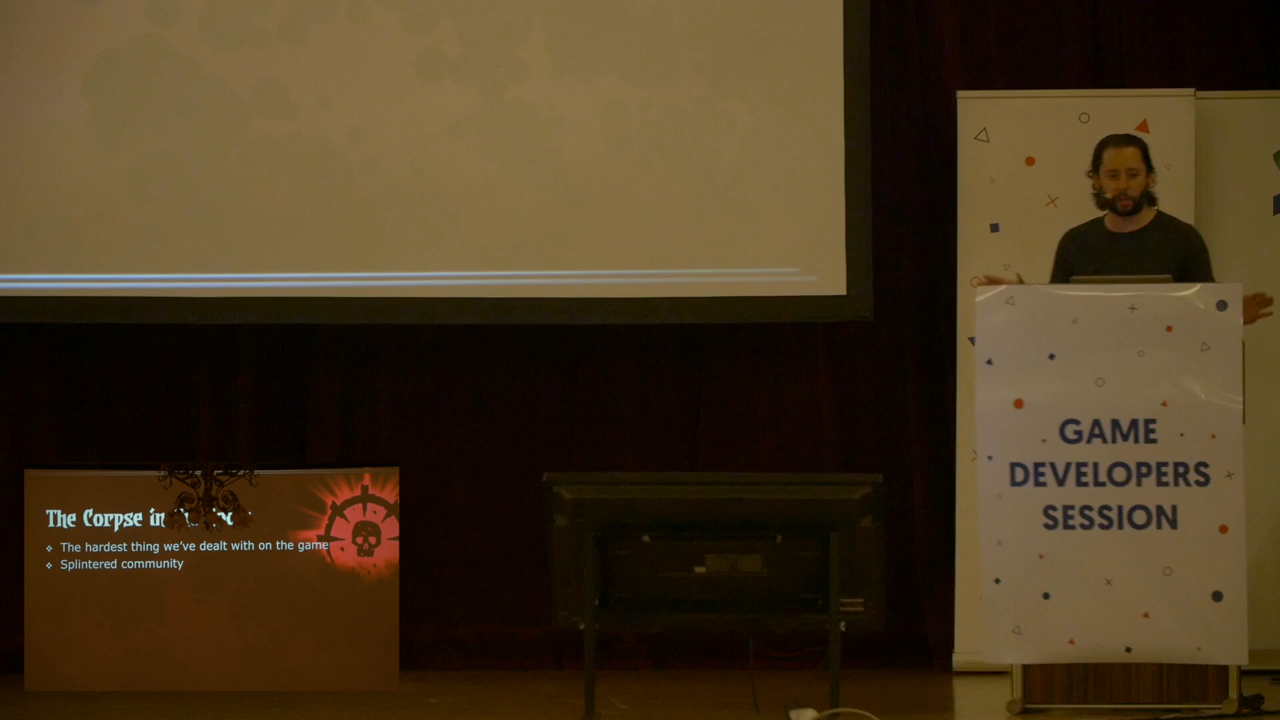 The Corpse in
❖ The hardest thing we've dealt with on the game
❖ Splintered community
GAME
DEVELOPERS
SESSION